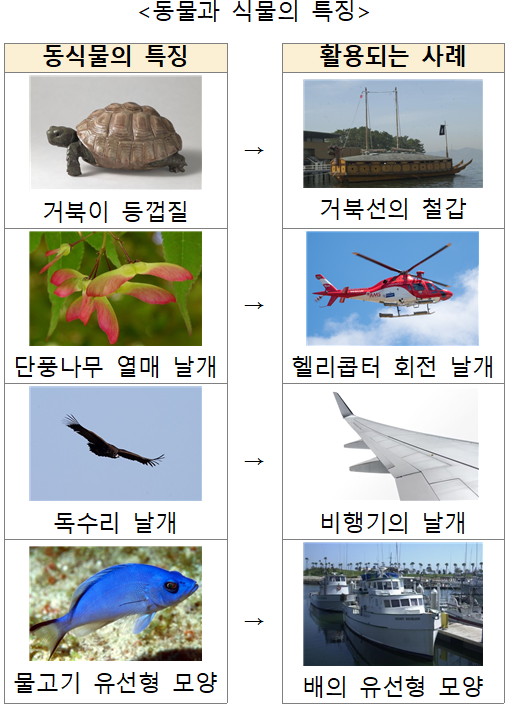 <동물과 식물의 특징>
동식물의 특징
활용되는 사례
거북이 등껍질
→
거북선의 철갑
단풍나무 열매 날개
→
헬리콥터 회전 날개
독수리 날개
→
비행기의 날개
물고기 유선형 모양
→
배의 유선형 모양